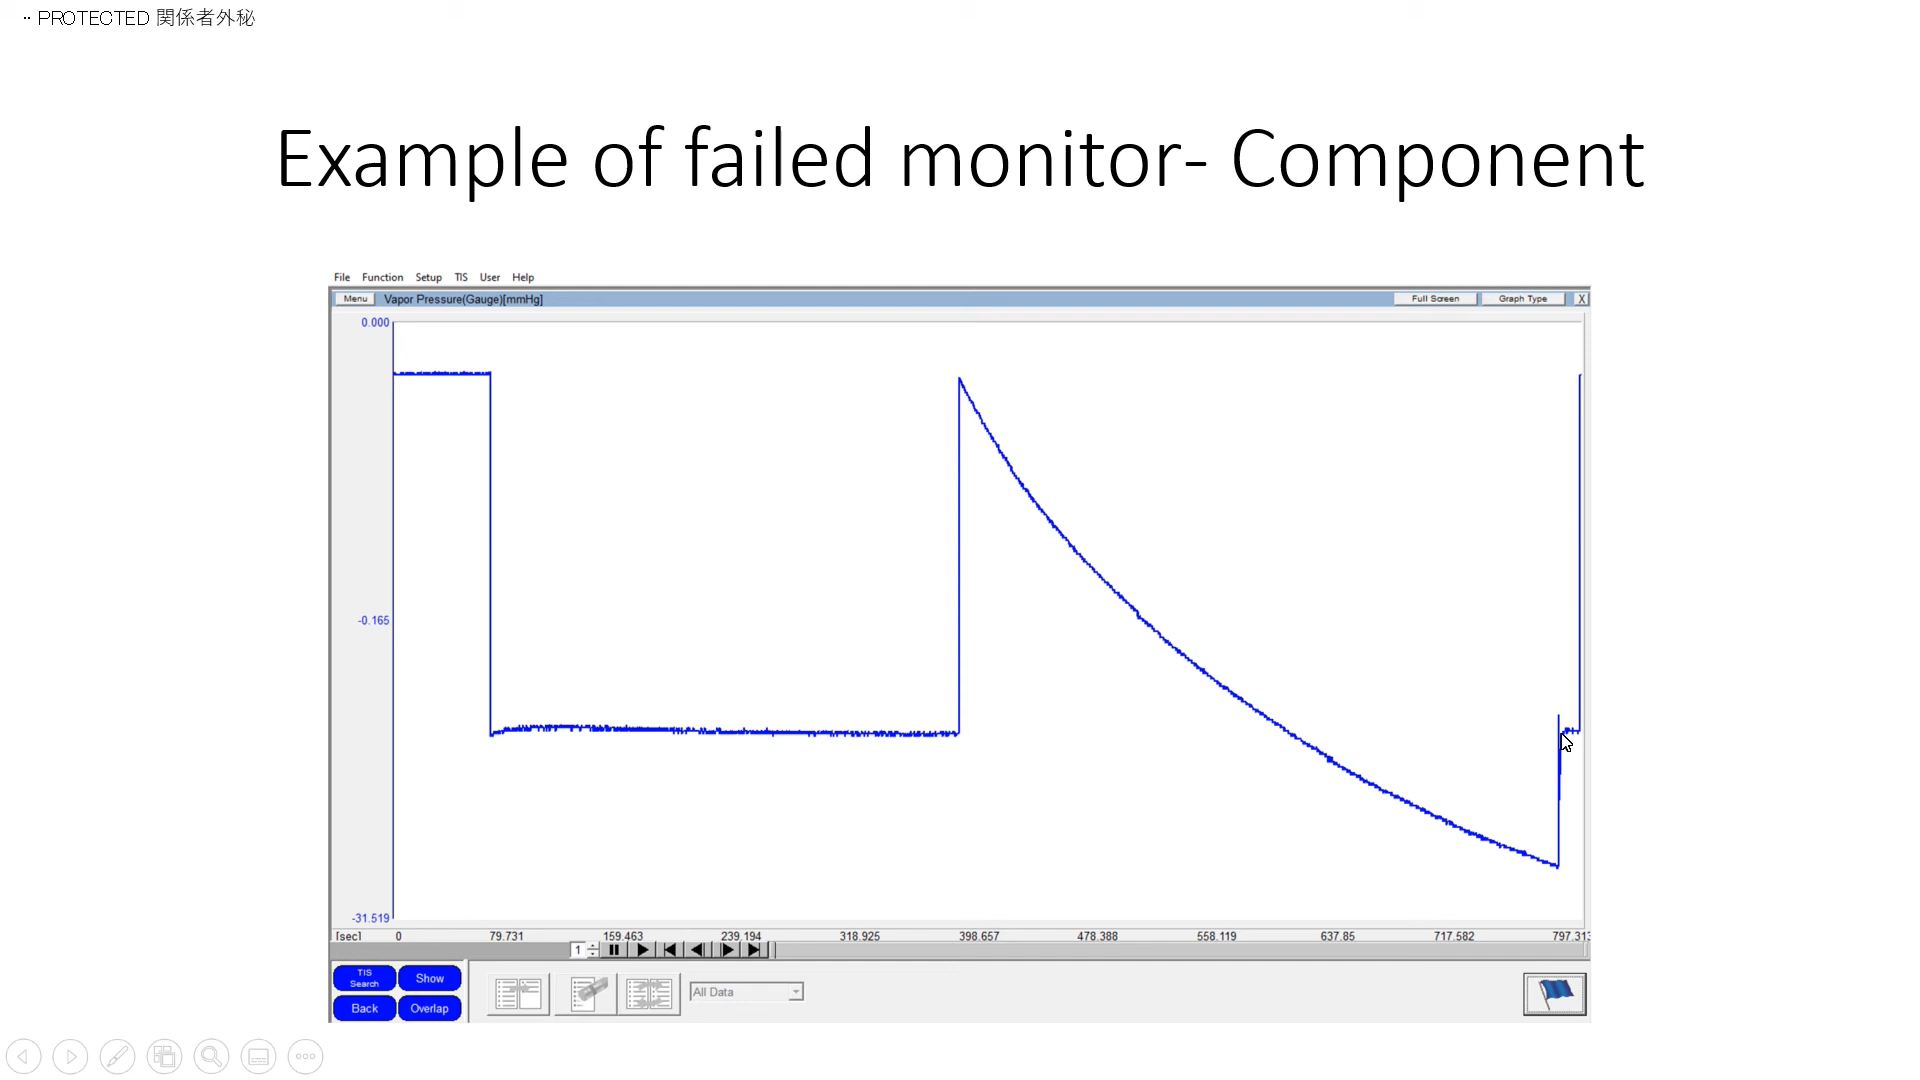 ·· PROTECTED 関係者外秘
Example of failed monitor- Component
File Function Setup TIS User Help
Menu Vapor Pressure(Gauge)[mmHg] Full Screen Graph Type X
0.000
-0.165
-31.519
[sec] 0 79.731 159.463 239.194 318.925 398.657 478.388 558.119 637.85 717.582 797.313
1
TIS Search Show
All Data
Back Overlap